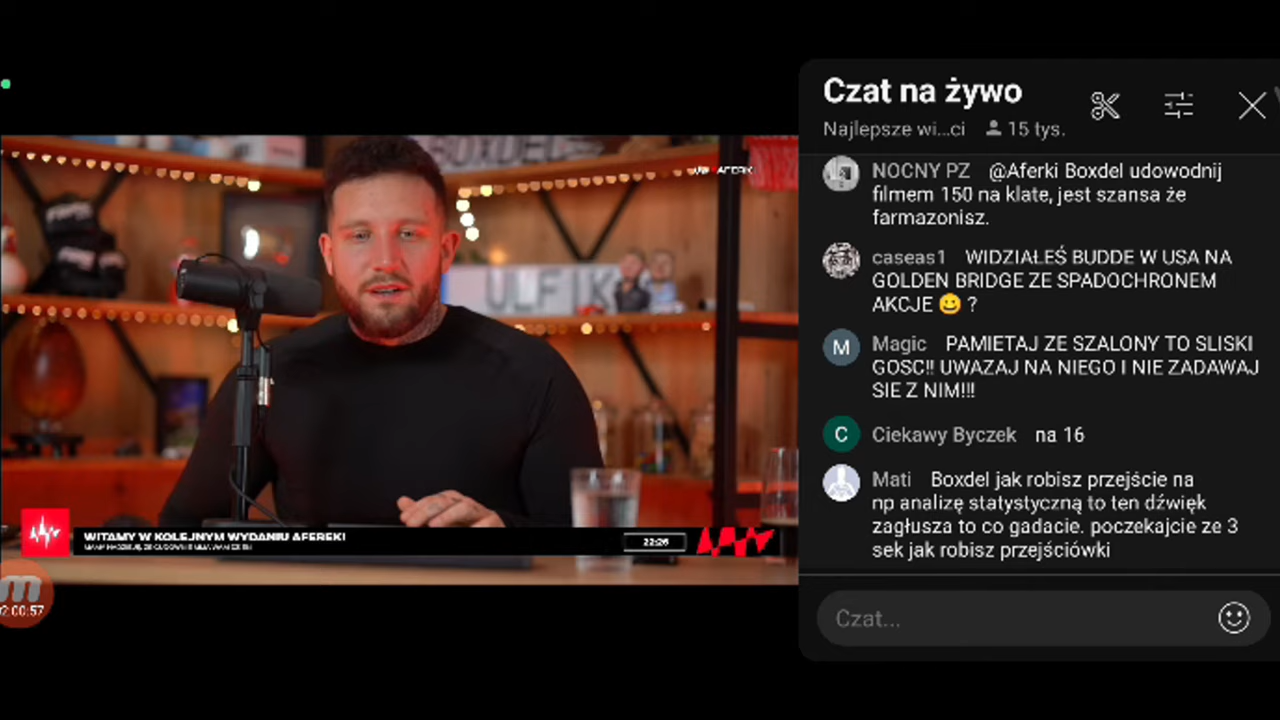 Czat na żywo
Najlepsze wi...ci 15 tys.
NOCNY PZ @Aferki Boxdel udowodnij
filmem 150 na klate, jest szansa że
farmazonisz.
caseas1 WIDZIAŁEŚ BUDDE W USA NA
GOLDEN BRIDGE ZE SPADOCHRONEM
AKCJE 😀 ?
M Magic PAMIETAJ ZE SZALONY TO SLISKI
GOSC!! UWAZAJ NA NIEGO I NIE ZADAWAJ
SIE Z NIM!!!
C Ciekawy Byczek na 16
Mati Boxdel jak robisz przejście na
np analizę statystyczną to ten dźwięk
zagłusza to co gadacie. poczekajcie ze 3
sek jak robisz przejściówki
Czat...
BOXDEL
AFERKI
WITAMY W KOLEJNYM WYDANIU AFEREK!
22:26
m
2:00:57